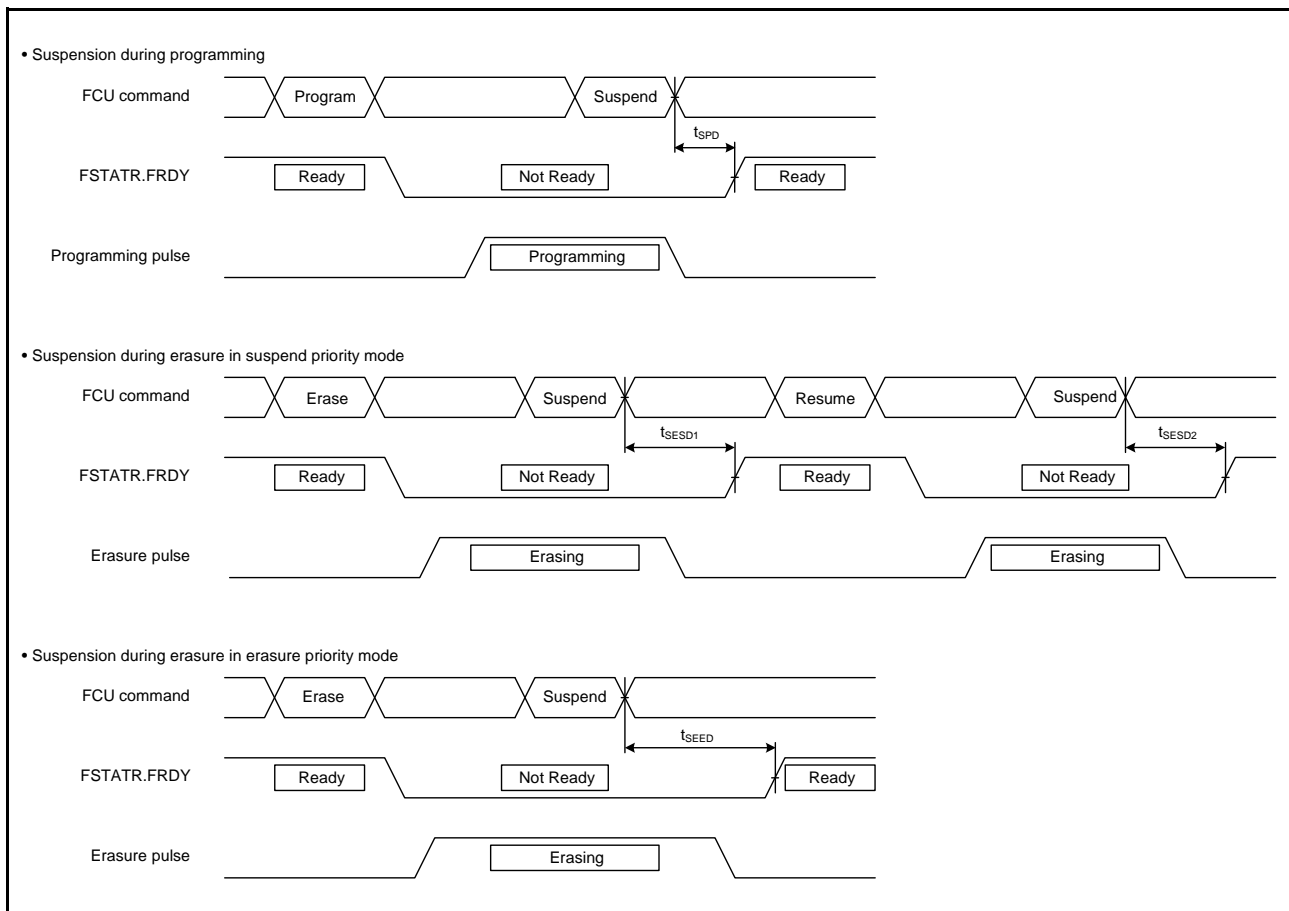 • Suspension during programming
FCU command
Program
Suspend
tSPD
FSTATR.FRDY
Ready
Not Ready
Ready
Programming pulse
Programming
• Suspension during erasure in suspend priority mode
FCU command
Erase
Suspend
Resume
Suspend
tSESD1
tSESD2
FSTATR.FRDY
Ready
Not Ready
Ready
Not Ready
Erasure pulse
Erasing
Erasing
• Suspension during erasure in erasure priority mode
FCU command
Erase
Suspend
tSEED
FSTATR.FRDY
Ready
Not Ready
Ready
Erasure pulse
Erasing